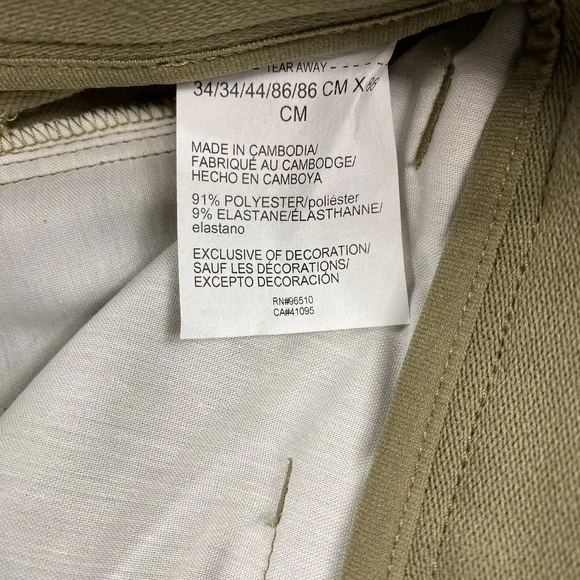 TEAR AWAY
34/34/44/86/86 CM X 86
CM
MADE IN CAMBODIA/
FABRIQUÉ AU CAMBODGE/
HECHO EN CAMBOYA
91% POLYESTER/poliéster
9% ELASTANE/ÉLASTHANNE/
elastano
EXCLUSIVE OF DECORATION/
SAUF LES DÉCORATIONS/
EXCEPTO DECORACIÓN
RN#96510
CA#41095